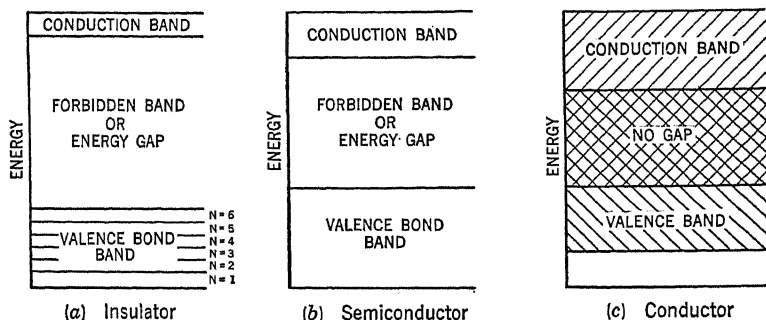 ENERGY
CONDUCTION BAND
FORBIDDEN BAND
OR
ENERGY GAP
VALENCE BOND
BAND
N=6
N=5
N=4
N=3
N=2
N=1
(a) Insulator
ENERGY
CONDUCTION BAND
FORBIDDEN BAND
OR
ENERGY GAP
VALENCE BOND
BAND
(b) Semiconductor
ENERGY
CONDUCTION BAND
NO GAP
VALENCE BAND
(c) Conductor